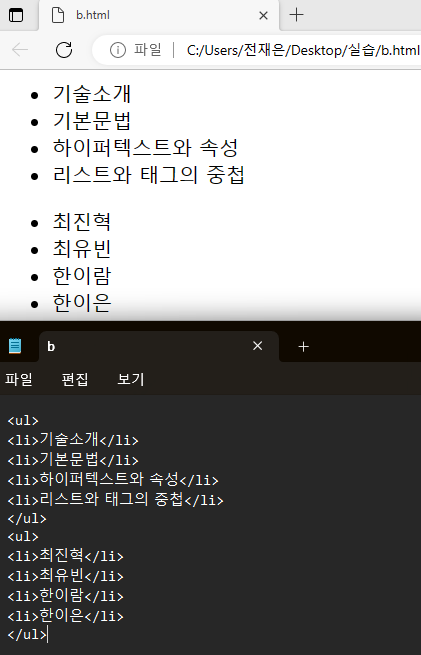 b.html
파일 C:/Users/전재은/Desktop/실습/b.html
• 기술소개
• 기본문법
• 하이퍼텍스트와 속성
• 리스트와 태그의 중첩
• 최진혁
• 최유빈
• 한이람
• 한이은
b
파일 편집 보기
<ul>
<li>기술소개</li>
<li>기본문법</li>
<li>하이퍼텍스트와 속성</li>
<li>리스트와 태그의 중첩</li>
</ul>
<ul>
<li>최진혁</li>
<li>최유빈</li>
<li>한이람</li>
<li>한이은</li>
</ul>